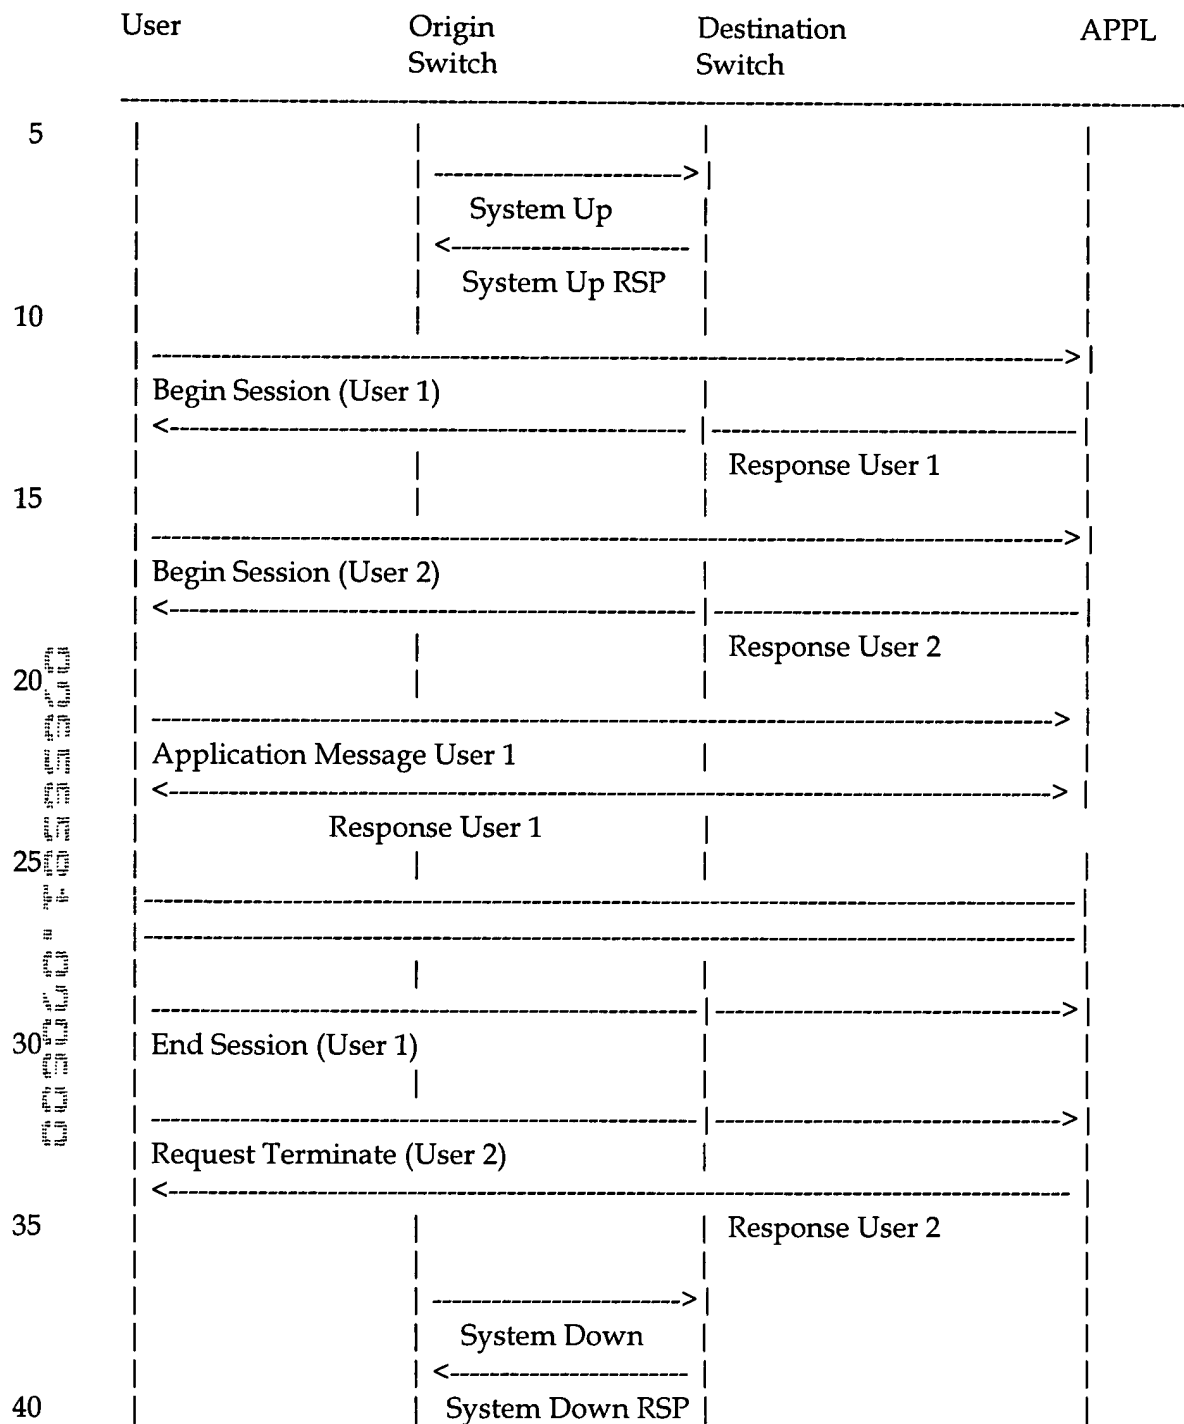 User Origin Switch Destination Switch APPL
5
System Up
System Up RSP
10
Begin Session (User 1)
Response User 1
15
Begin Session (User 2)
Response User 2
20
Application Message User 1
Response User 1
25
30 End Session (User 1)
Request Terminate (User 2)
35 Response User 2
System Down
40 System Down RSP